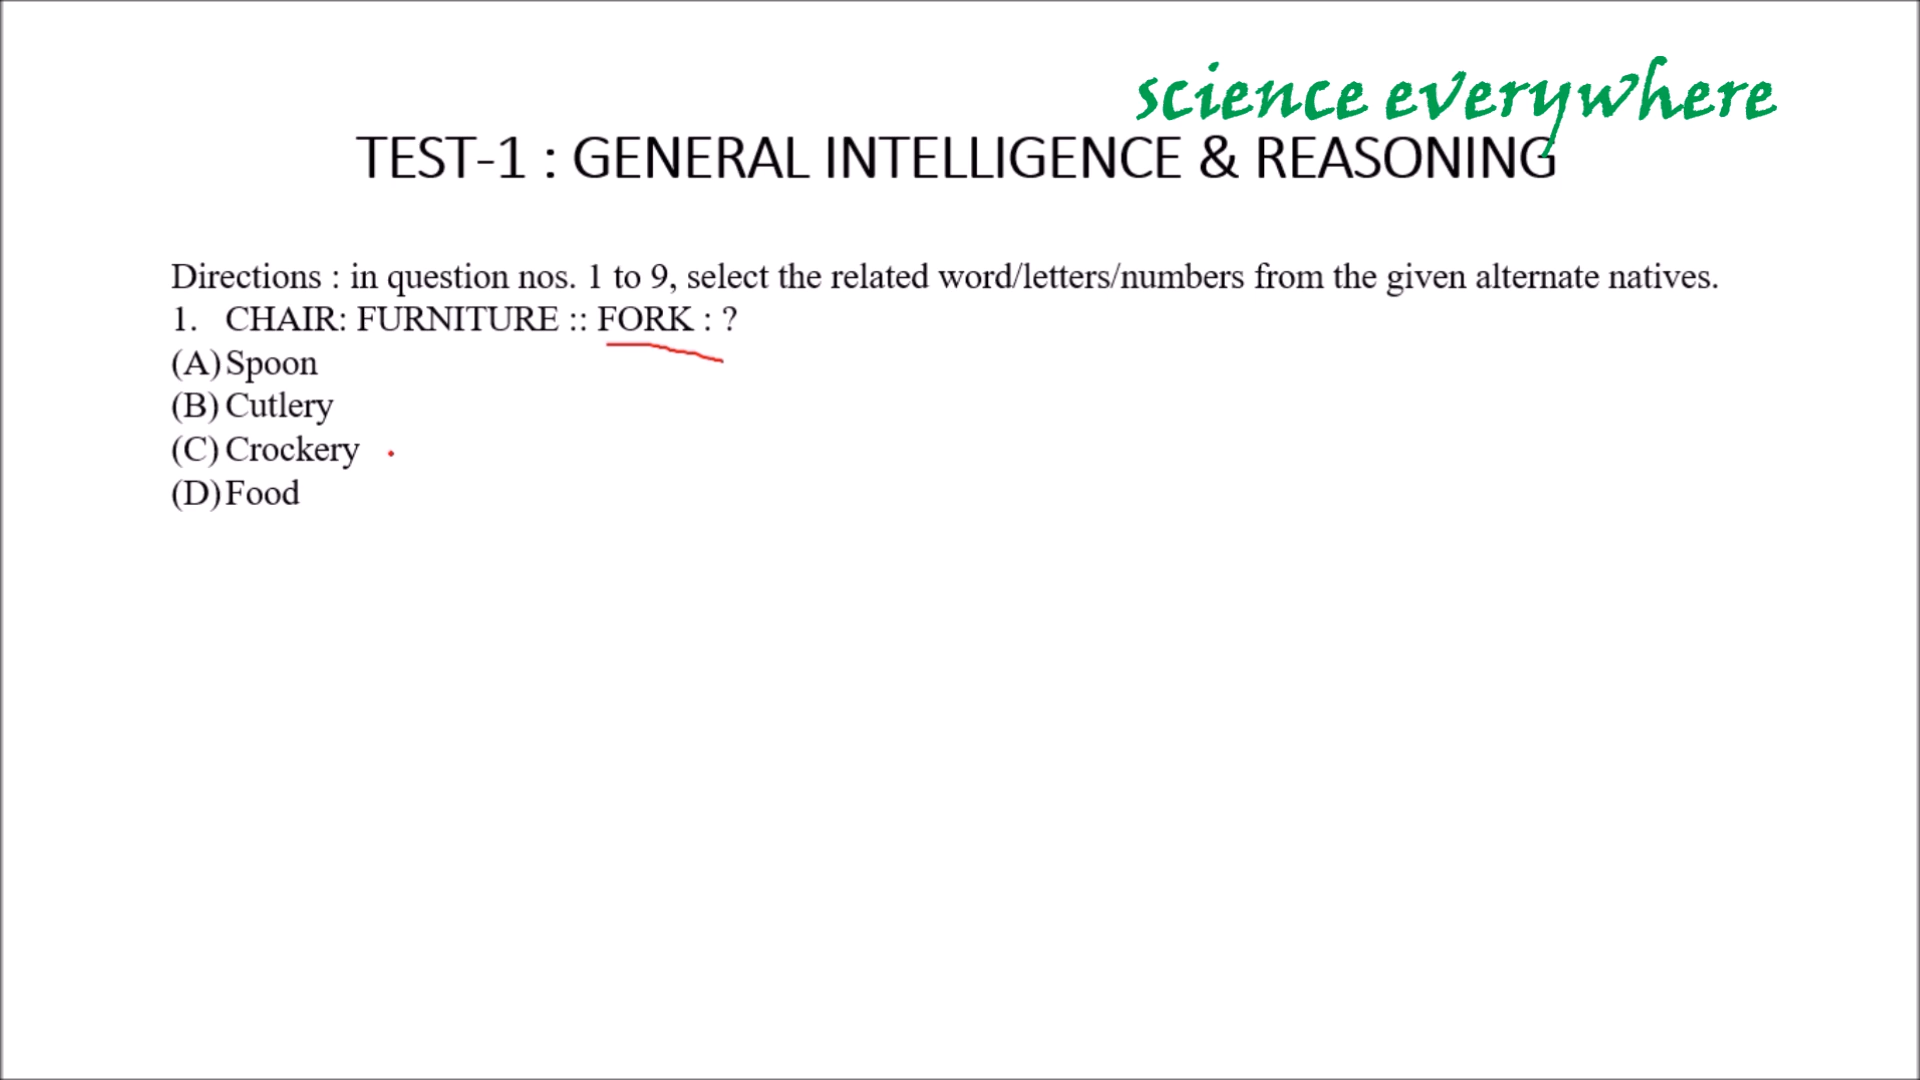 science everywhere
TEST-1 : GENERAL INTELLIGENCE & REASONING
Directions : in question nos. 1 to 9, select the related word/letters/numbers from the given alternate natives.
1. CHAIR: FURNITURE :: FORK : ?
(A) Spoon
(B) Cutlery
(C) Crockery
(D) Food